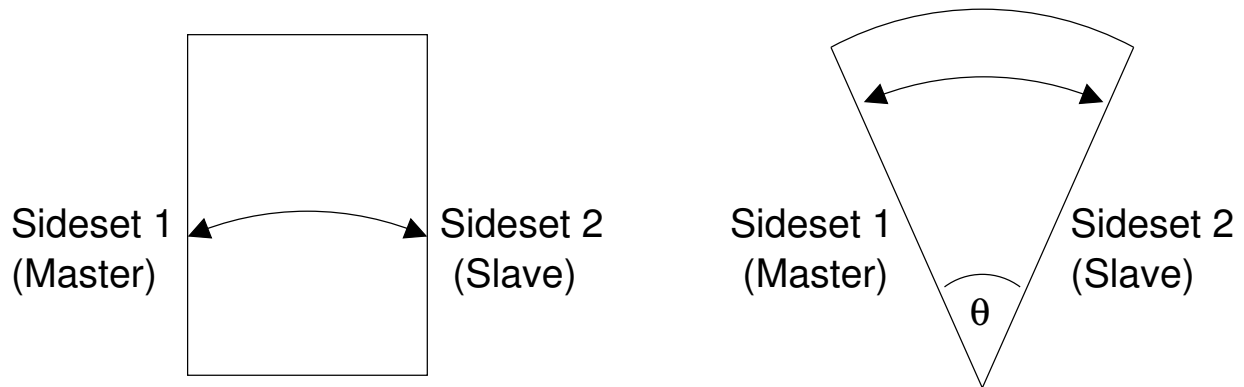 Sideset 1
(Master)
Sideset 2
(Slave)
Sideset 1
(Master)
Sideset 2
(Slave)
θ